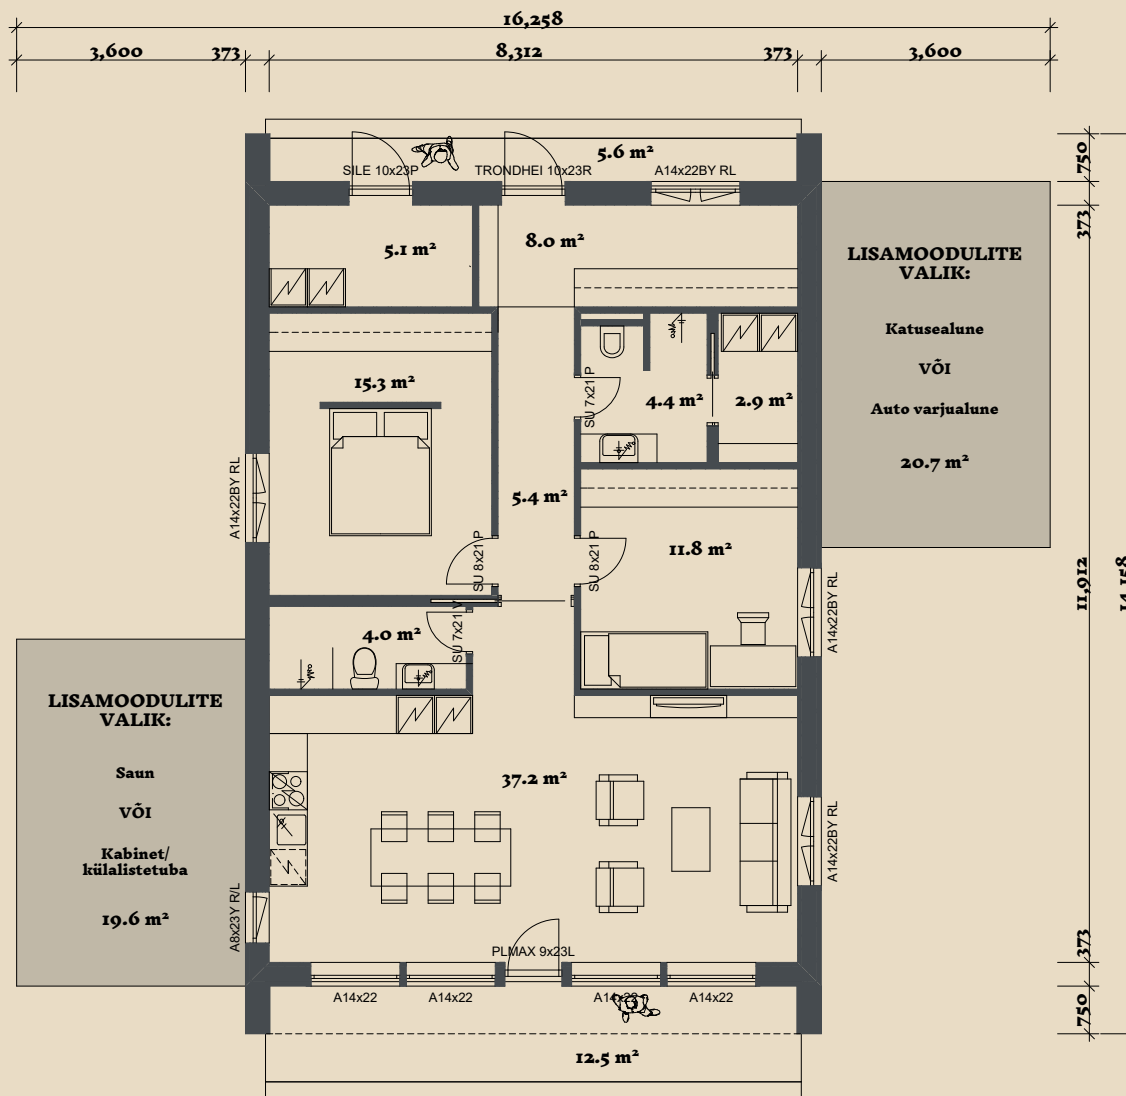 16,258
3,600
373
8,312
373
3,600
5.6 m²
750
SILE 10x23P
TRONDHEI 10x23R
A14x22BY RL
373
5.1 m²
8.0 m²
LISAMOODULITE
VALIK:
Katusealune
VÕI
Auto varjualune
20.7 m²
15.3 m²
SU 7x21 P
4.4 m²
2.9 m²
A14x22BY RL
5.4 m²
SU 8x21 P
SU 8x21 P
11.8 m²
11,912
14,158
A14x22BY RL
4.0 m²
SU 7x21 V
LISAMOODULITE
VALIK:
Saun
VÕI
Kabinet/
külalistetuba
19.6 m²
37.2 m²
A14x22BY RL
A8x23Y R/L
PLMAX 9x23L
373
A14x22
A14x22
A14x22
A14x22
750
12.5 m²